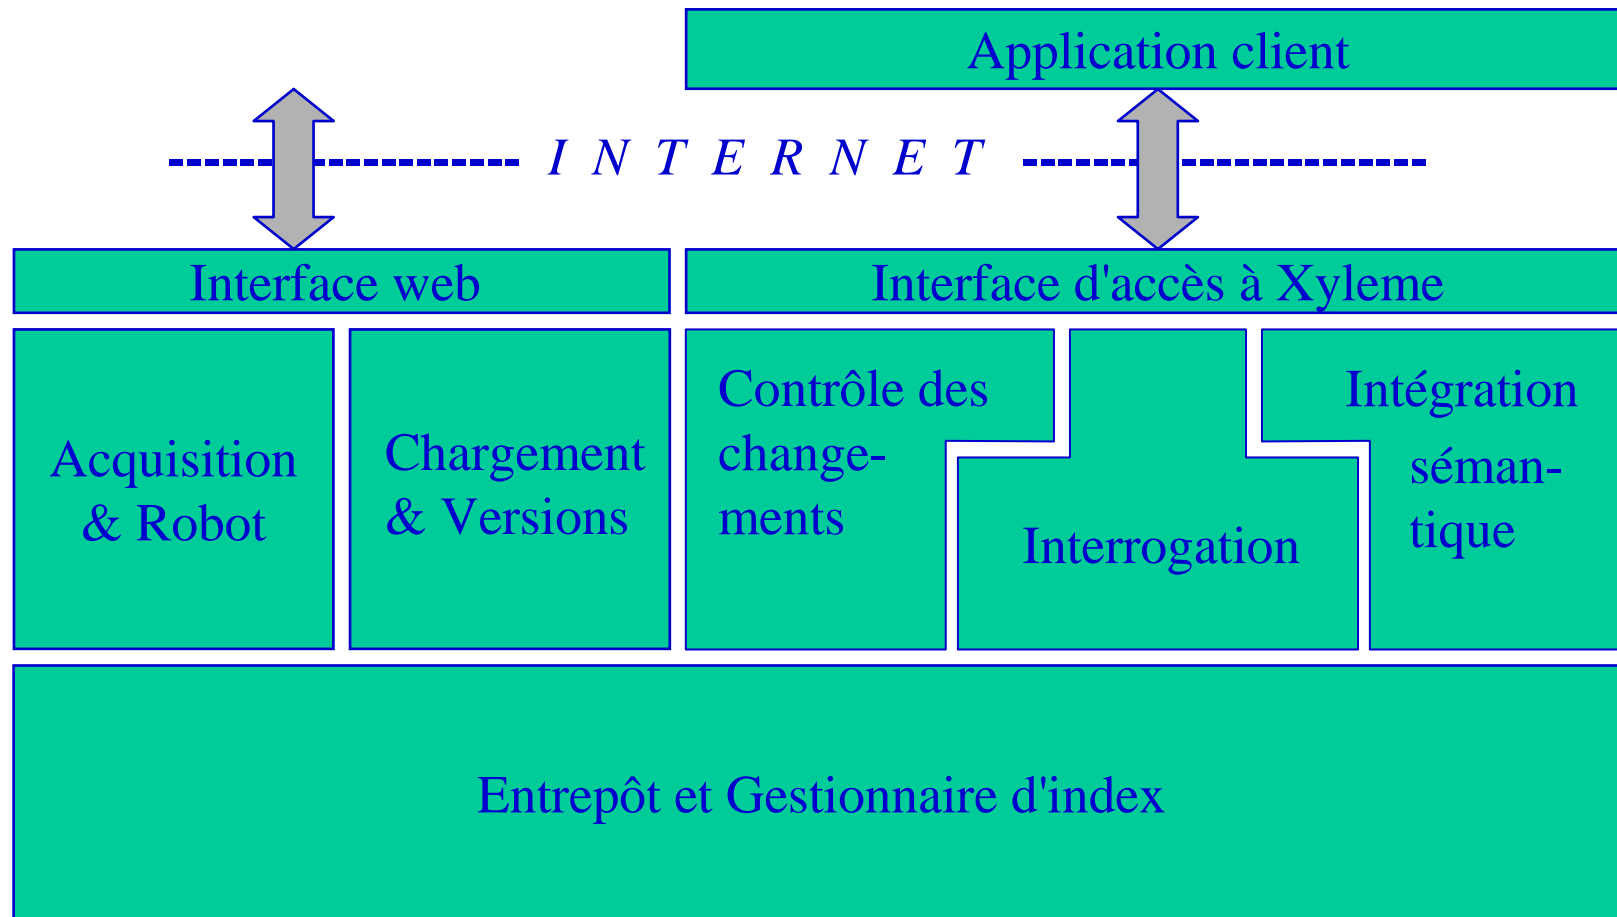 Application client
I N T E R N E T
Interface web
Interface d'accès à Xyleme
Acquisition
& Robot
Chargement
& Versions
Contrôle des
change-
ments
Interrogation
Intégration
séman-
tique
Entrepôt et Gestionnaire d'index